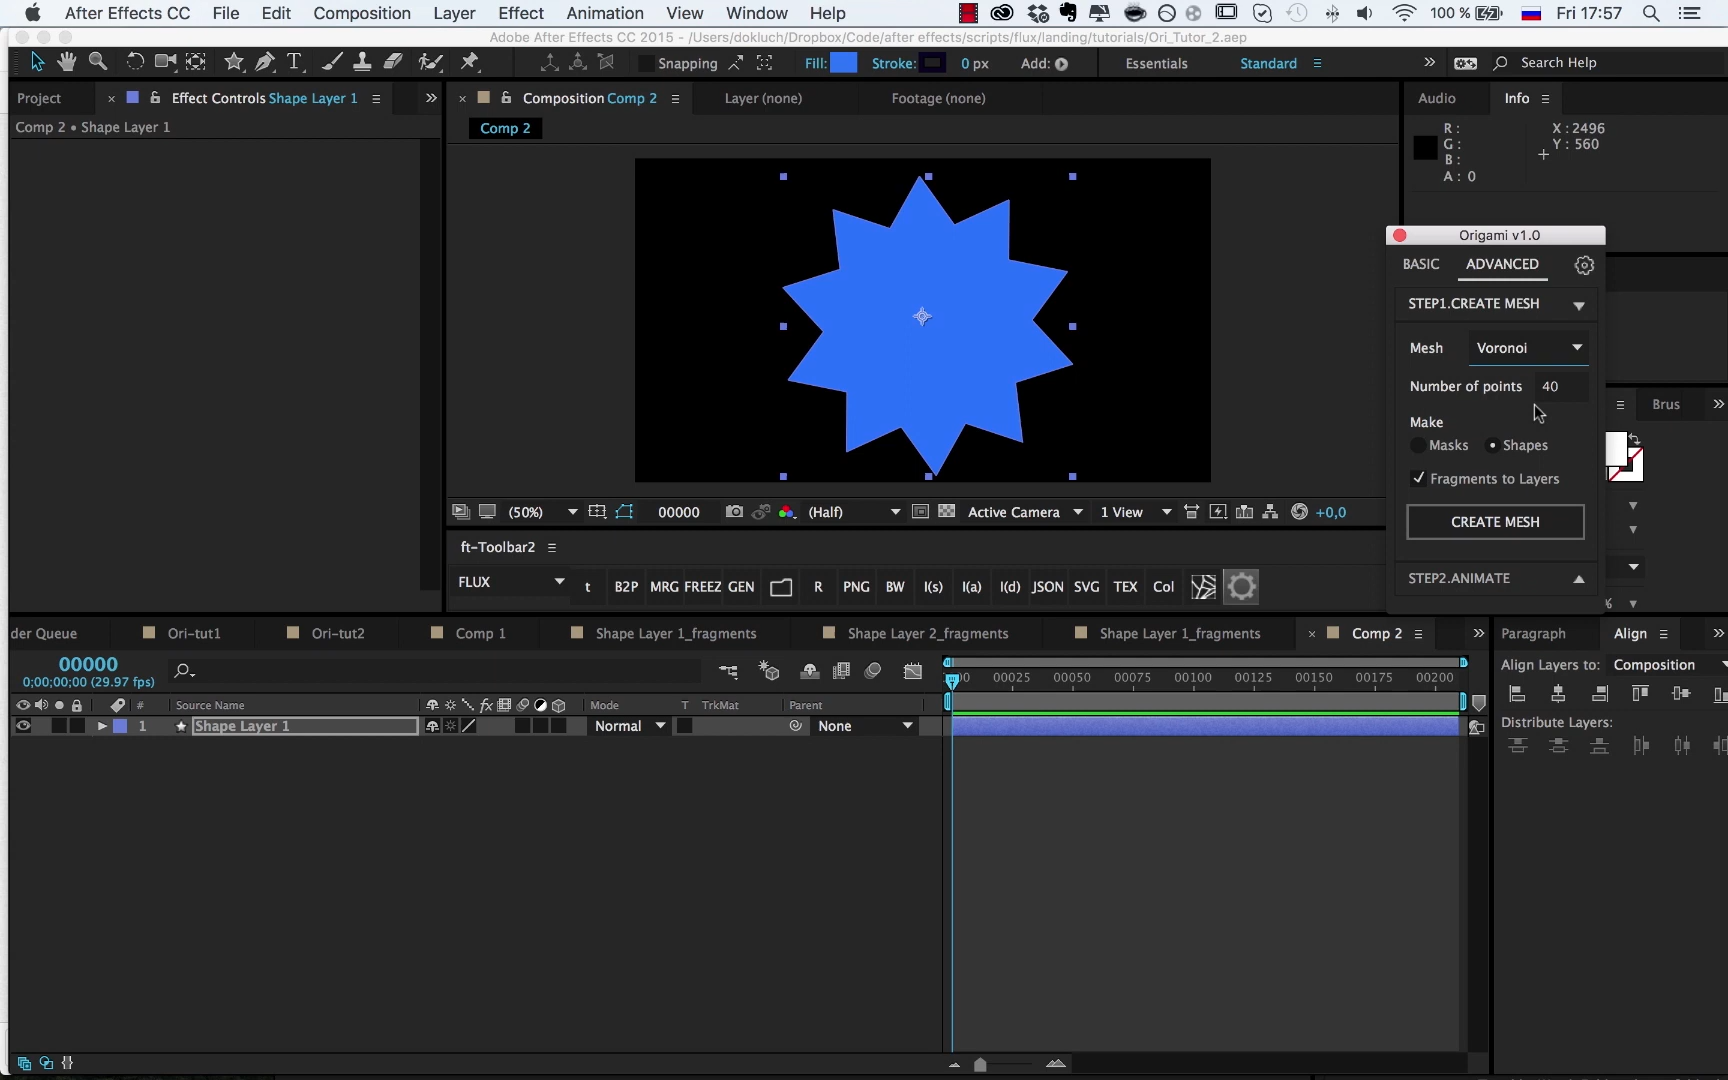 After Effects CC File Edit Composition Layer Effect Animation View Window Help 100 % Fri 17:57
Adobe After Effects CC 2015 - /Users/dokluch/Dropbox/Code/after effects/scripts/flux/landing/tutorials/Ori_Tutor_2.aep
Snapping Fill: Stroke: 0 px Add: Essentials Standard Search Help
Project Effect Controls Shape Layer 1
Comp 2 • Shape Layer 1
Composition Comp 2 Layer (none) Footage (none)
Comp 2
Audio Info
R:
G:
B:
A: 0
X: 2496
Y: 560
Origami v1.0
BASIC ADVANCED
STEP1.CREATE MESH
Mesh Voronoi
Number of points 40
Make
Masks Shapes
Fragments to Layers
CREATE MESH
STEP2.ANIMATE
Brus
%
(50%) 00000 (Half) Active Camera 1 View +0,0
ft-Toolbar2
FLUX t B2P MRG FREEZ GEN R PNG BW I(s) I(a) I(d) JSON SVG TEX Col
der Queue Ori-tut1 Ori-tut2 Comp 1 Shape Layer 1_fragments Shape Layer 2_fragments Shape Layer 1_fragments Comp 2
00000
0;00;00;00 (29.97 fps)
00025 00050 00075 00100 00125 00150 00175 00200
# Source Name fx Mode T TrkMat Parent
1 Shape Layer 1 Normal None
Paragraph Align
Align Layers to: Composition
Distribute Layers: